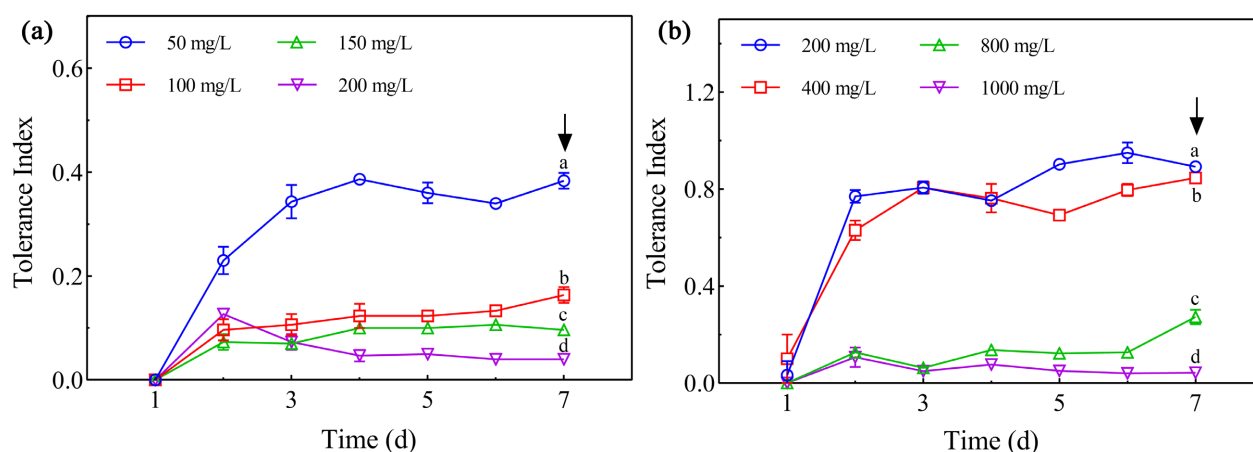 (a)
50 mg/L
150 mg/L
100 mg/L
200 mg/L
Tolerance Index
0.6
0.4
0.2
0.0
a
b
c
d
1
3
5
7
Time (d)
(b)
200 mg/L
800 mg/L
400 mg/L
1000 mg/L
Tolerance Index
1.2
0.8
0.4
0.0
a
b
c
d
1
3
5
7
Time (d)